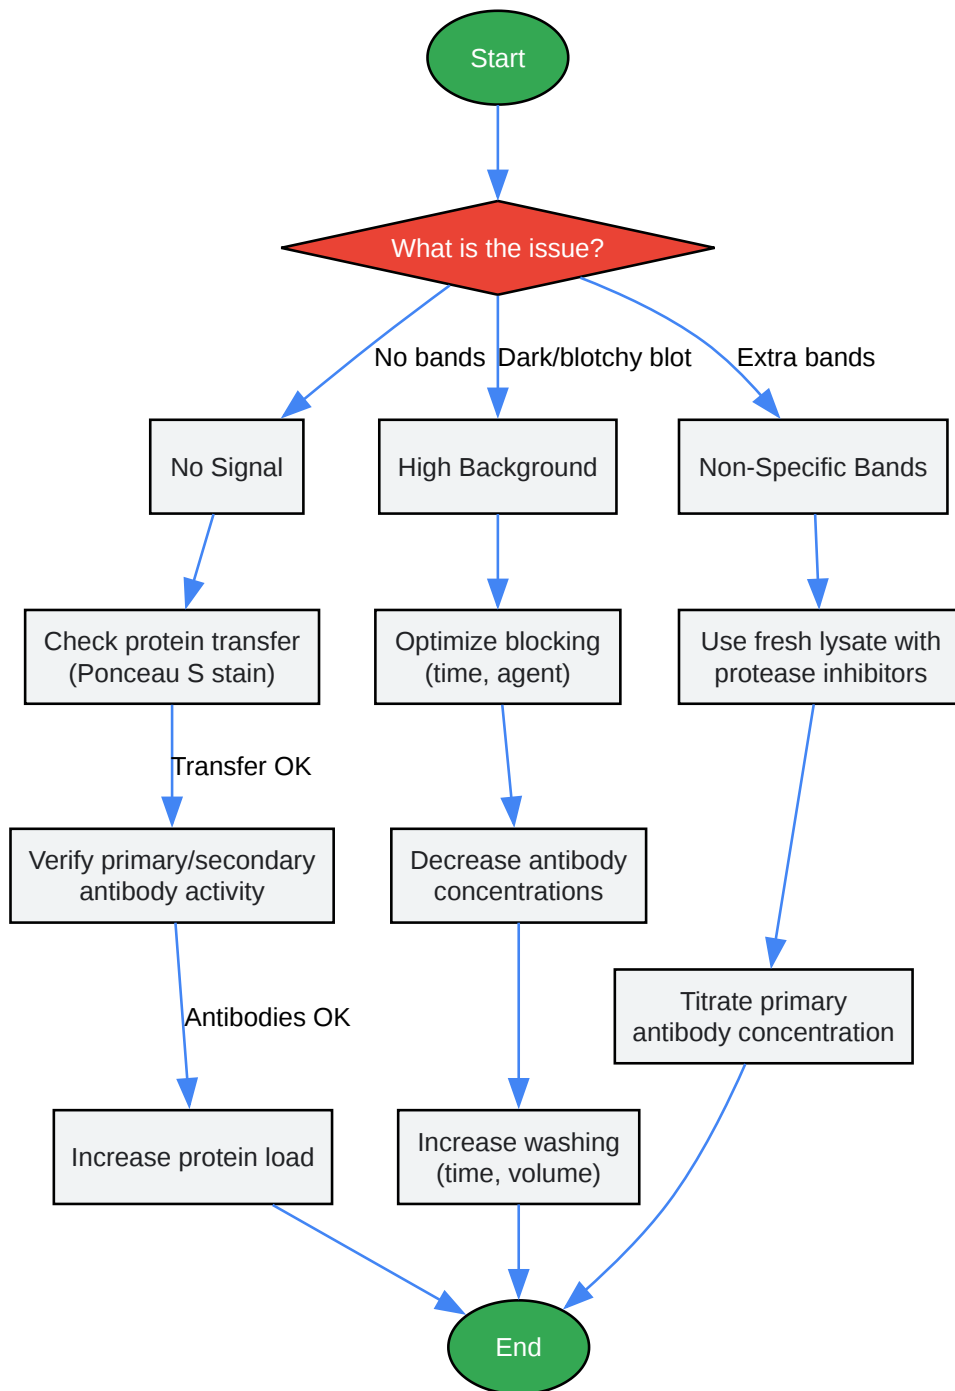 Start
What is the issue?
No bands
Dark/blotchy blot
Extra bands
No Signal
High Background
Non-Specific Bands
Check protein transfer
(Ponceau S stain)
Optimize blocking
(time, agent)
Use fresh lysate with
protease inhibitors
Transfer OK
Verify primary/secondary
antibody activity
Decrease antibody
concentrations
Titrate primary
antibody concentration
Antibodies OK
Increase protein load
Increase washing
(time, volume)
End